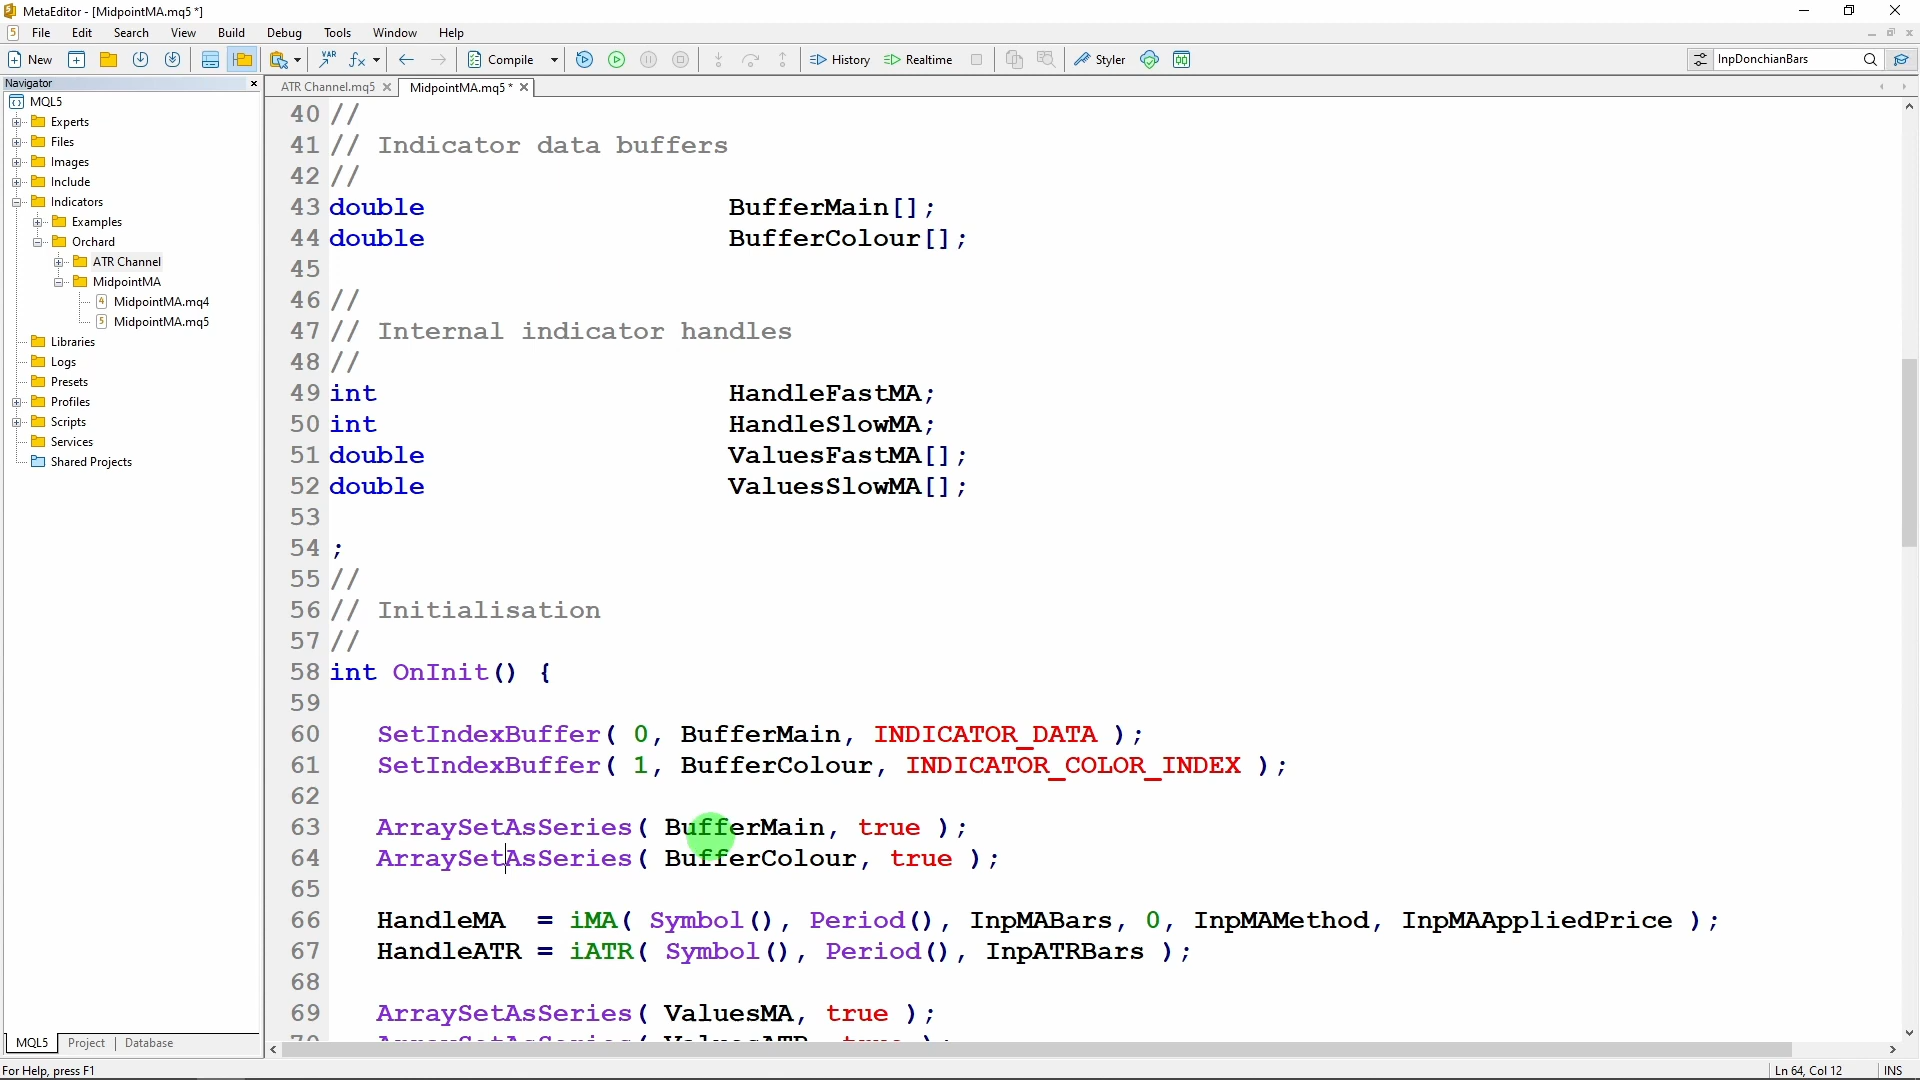 MetaEditor - [MidpointMA.mq5 *]
File Edit Search View Build Debug Tools Window Help
New Compile History Realtime Styler InpDonchianBars
Navigator
MQL5
Experts
Files
Images
Include
Indicators
Examples
Orchard
ATR Channel
MidpointMA
MidpointMA.mq4
MidpointMA.mq5
Libraries
Logs
Presets
Profiles
Scripts
Services
Shared Projects
MQL5 Project Database
ATR Channel.mq5 MidpointMA.mq5 *
40 //
41 // Indicator data buffers
42 //
43 double BufferMain[];
44 double BufferColour[];
45
46 //
47 // Internal indicator handles
48 //
49 int HandleFastMA;
50 int HandleSlowMA;
51 double ValuesFastMA[];
52 double ValuesSlowMA[];
53
54 ;
55 //
56 // Initialisation
57 //
58 int OnInit() {
59
60 SetIndexBuffer( 0, BufferMain, INDICATOR_DATA );
61 SetIndexBuffer( 1, BufferColour, INDICATOR_COLOR_INDEX );
62
63 ArraySetAsSeries( BufferMain, true );
64 ArraySetAsSeries( BufferColour, true );
65
66 HandleMA = iMA( Symbol(), Period(), InpMABars, 0, InpMAMethod, InpMAAppliedPrice );
67 HandleATR = iATR( Symbol(), Period(), InpATRBars );
68
69 ArraySetAsSeries( ValuesMA, true );
70 ArraySetAsSeries( ValuesATR, true );
For Help, press F1
Ln 64, Col 12 INS